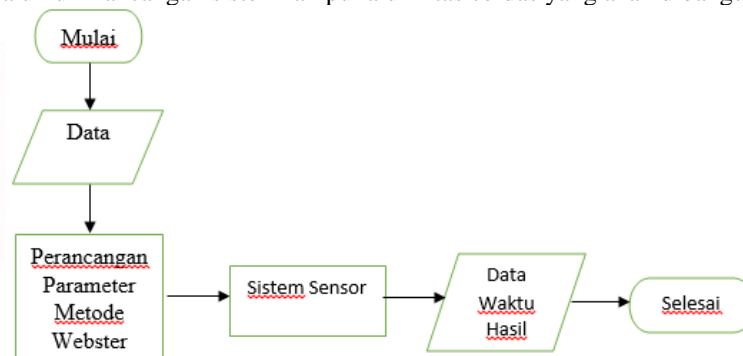 Mulai
Data
Perancangan
Parameter
Metode
Webster
Sistem Sensor
Data
Waktu
Hasil
Selesai